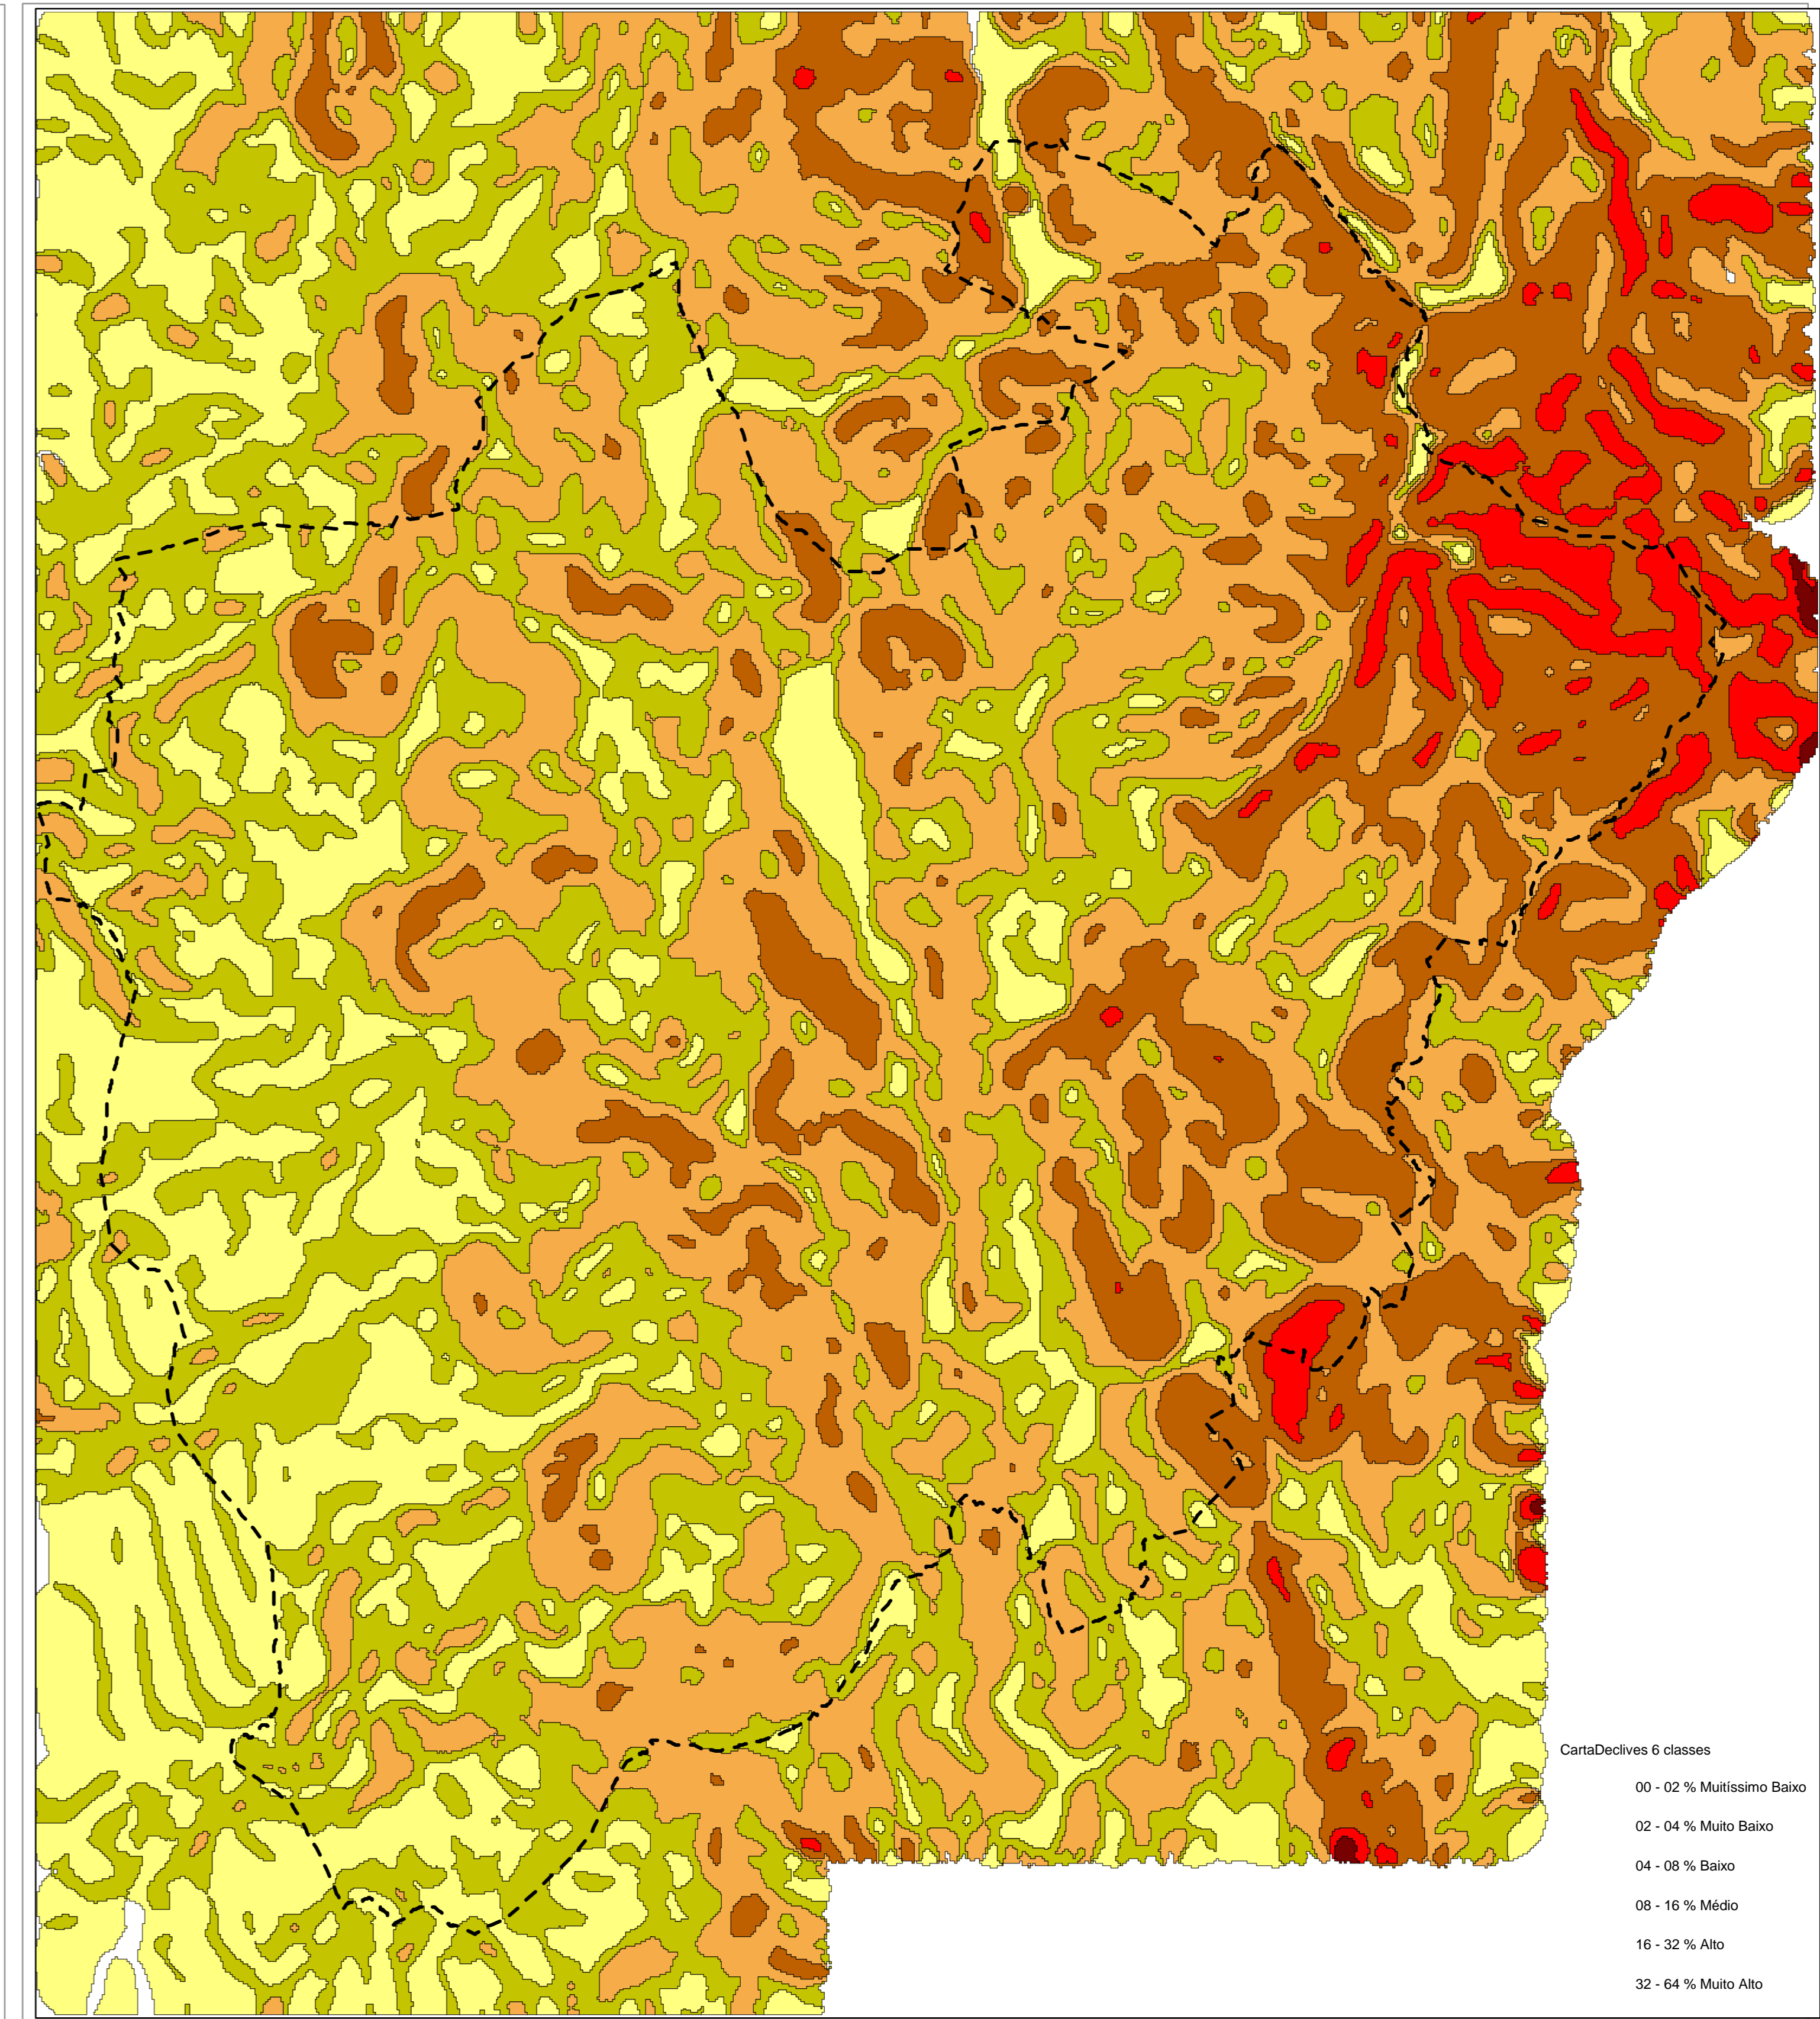 CartaDeclives 6 classes
00 - 02 % Muitíssimo Baixo
02 - 04 % Muito Baixo
04 - 08 % Baixo
08 - 16 % Médio
16 - 32 % Alto
32 - 64 % Muito Alto